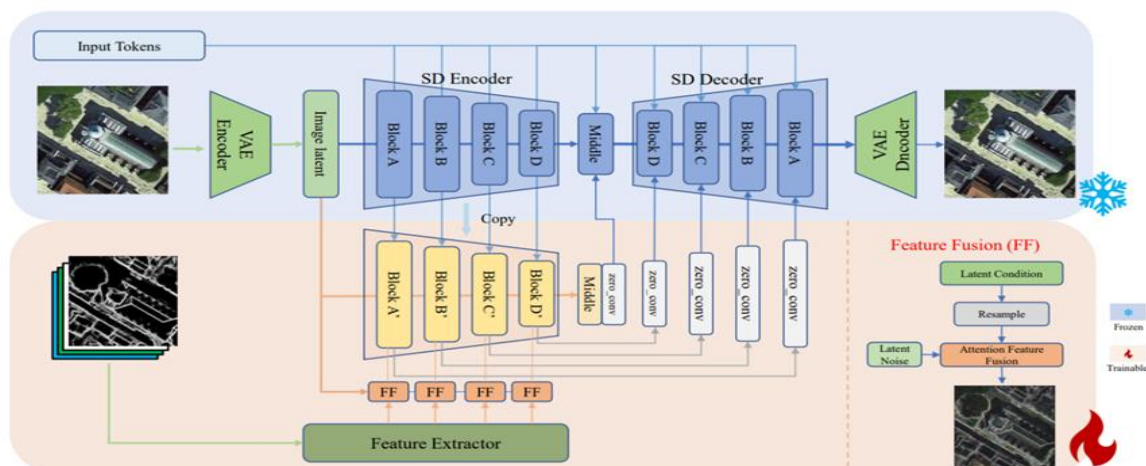 Input Tokens
SD Encoder
SD Decoder
VAE
Encoder
Image latent
Block A
Block B
Block C
Block D
Middle
Block D
Block C
Block B
Block A
VAE
Dncoder
Copy
Block A'
Block B'
Block C'
Block D'
Middle
zero_conv
zero_conv
zero_conv
zero_conv
zero_conv
FF
FF
FF
FF
Feature Extractor
Feature Fusion (FF)
Latent Condition
Resample
Latent
Noise
Attention Feature
Fusion
Frozen
Trainable